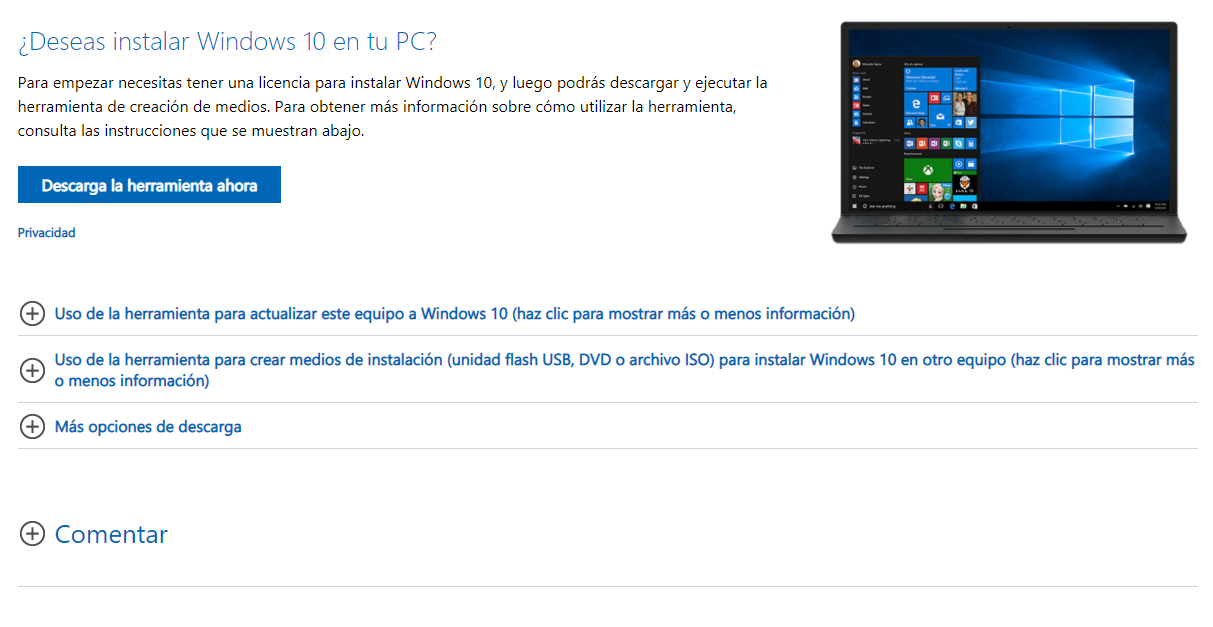 ¿Deseas instalar Windows 10 en tu PC?
Para empezar necesitas tener una licencia para instalar Windows 10, y luego podrás descargar y ejecutar la
herramienta de creación de medios. Para obtener más información sobre cómo utilizar la herramienta,
consulta las instrucciones que se muestran abajo.
Descarga la herramienta ahora
Privacidad
Uso de la herramienta para actualizar este equipo a Windows 10 (haz clic para mostrar más o menos información)
Uso de la herramienta para crear medios de instalación (unidad flash USB, DVD o archivo ISO) para instalar Windows 10 en otro equipo (haz clic para mostrar más
o menos información)
Más opciones de descarga
Comentar